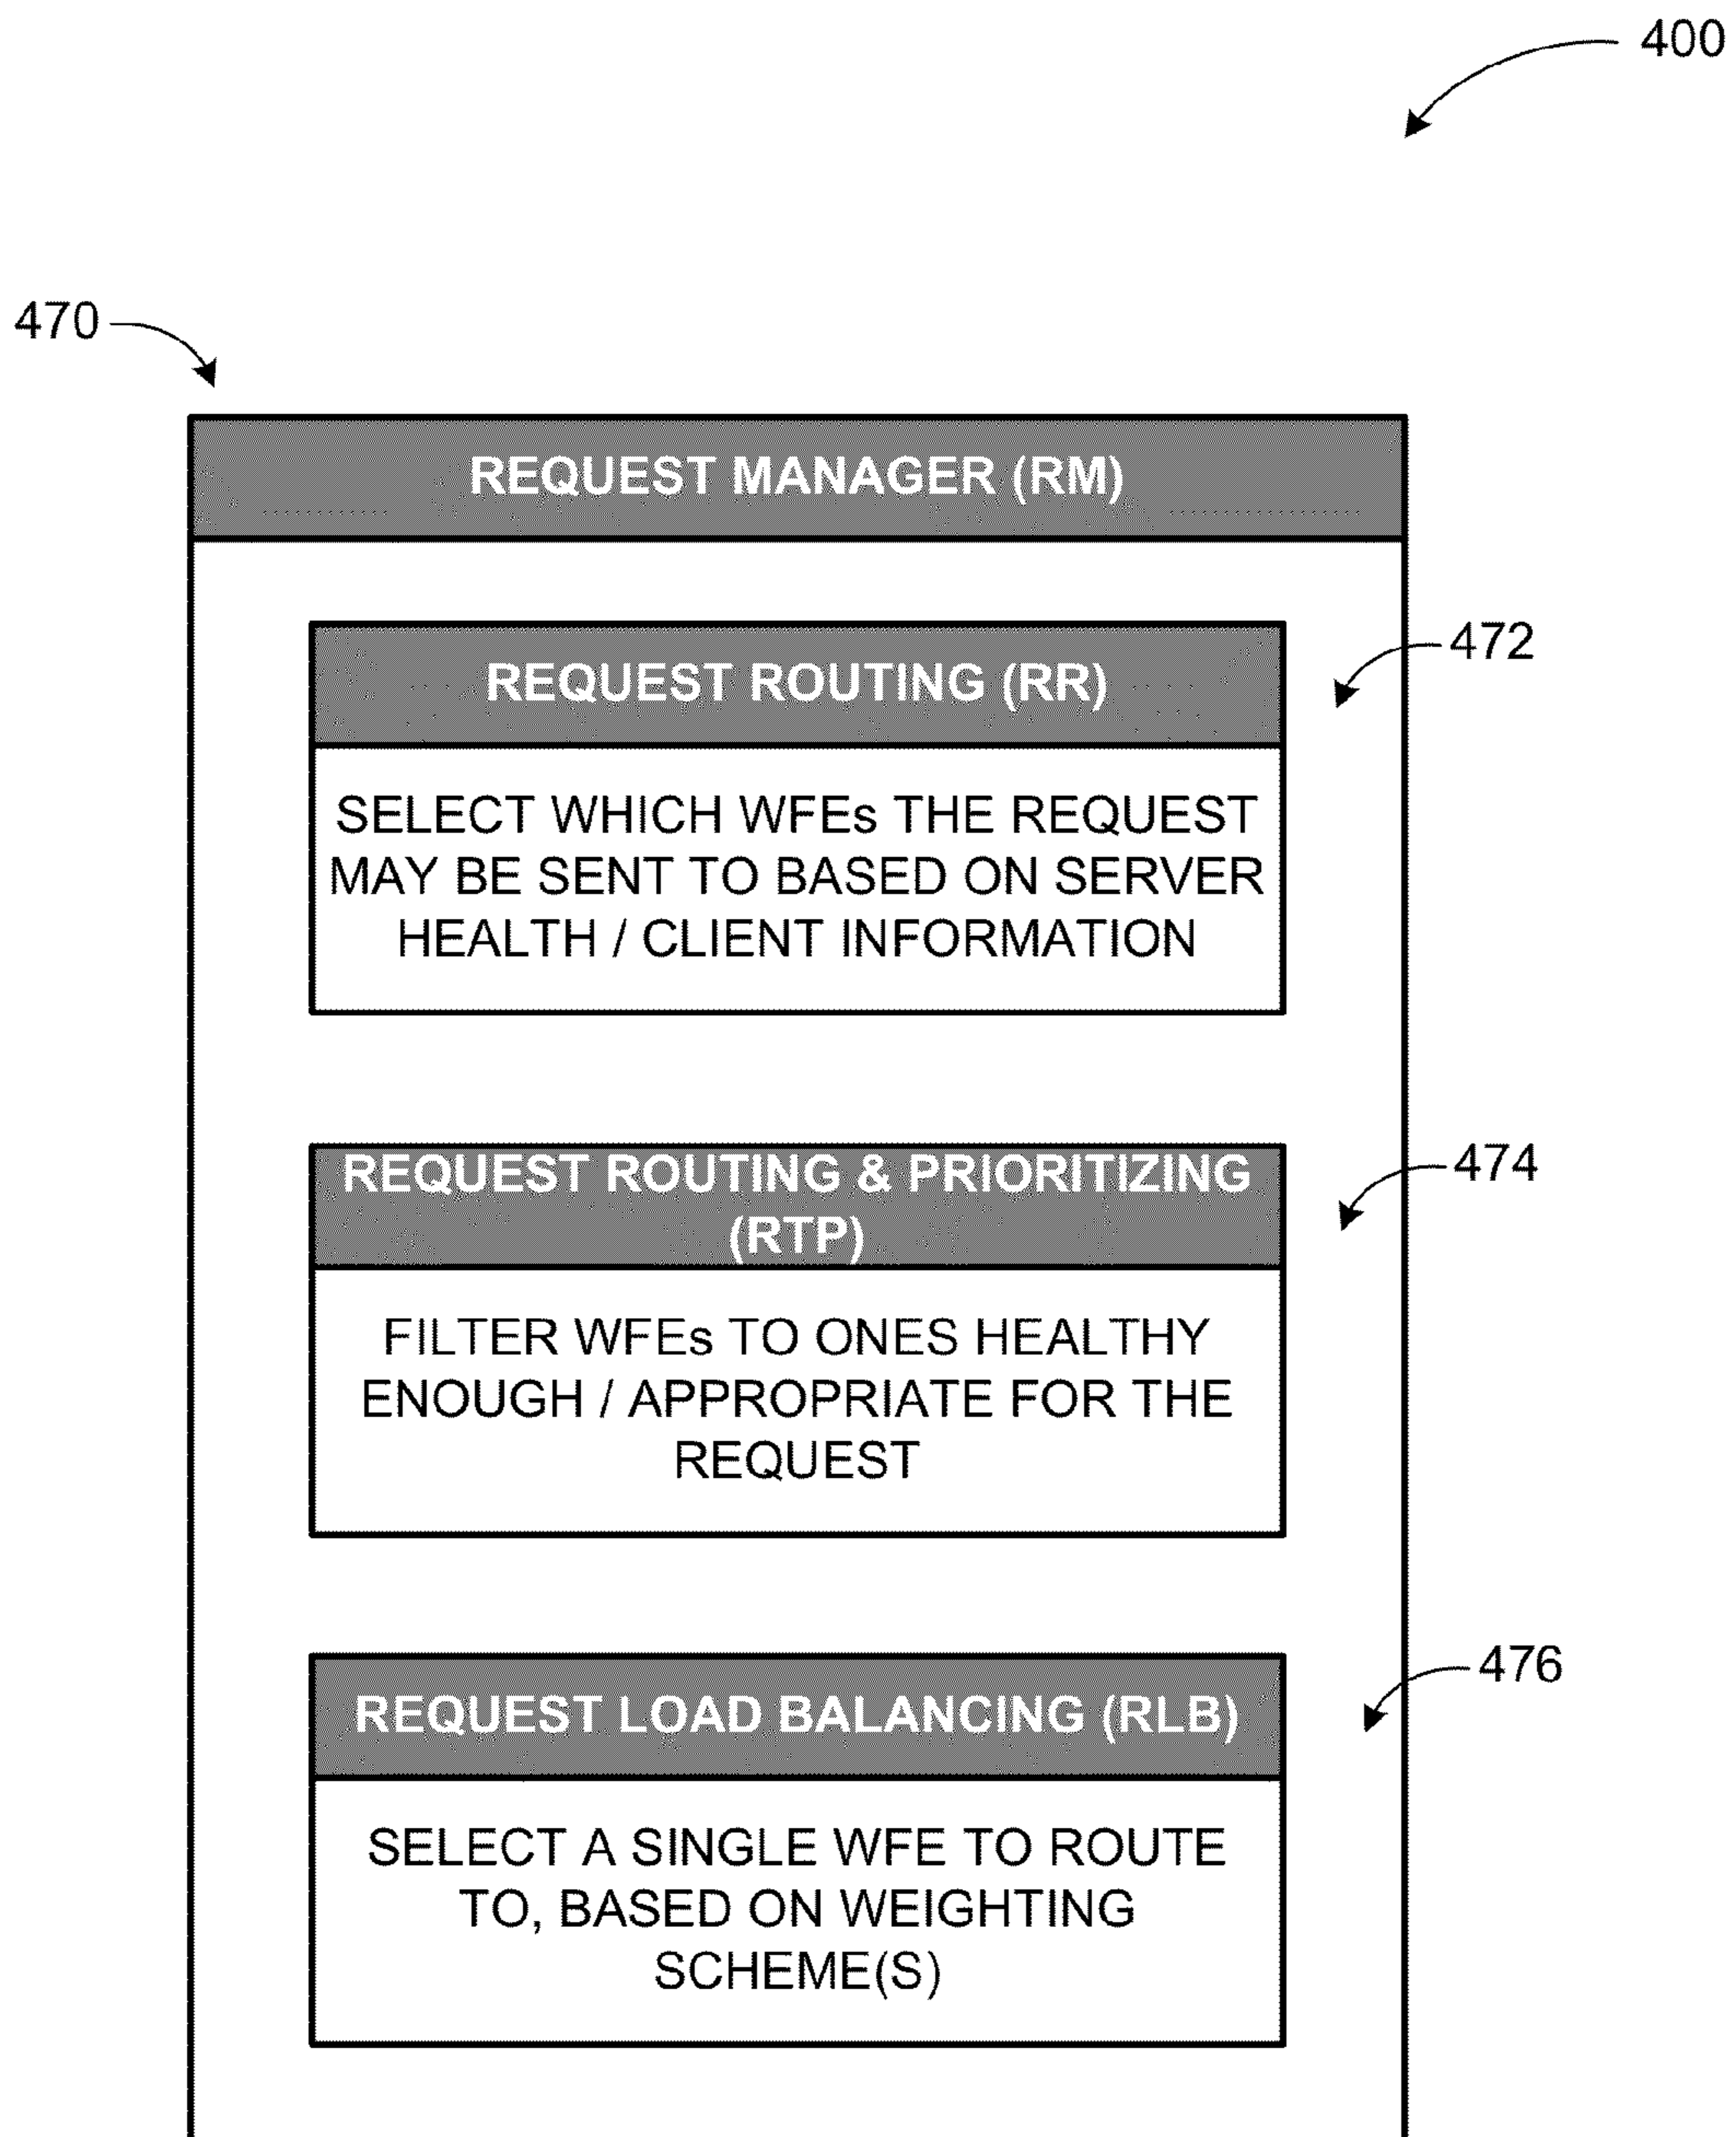 400
470
REQUEST MANAGER (RM)
REQUEST ROUTING (RR)
472
SELECT WHICH WFEs THE REQUEST
MAY BE SENT TO BASED ON SERVER
HEALTH / CLIENT INFORMATION
REQUEST ROUTING & PRIORITIZING
(RTP)
474
FILTER WFEs TO ONES HEALTHY
ENOUGH / APPROPRIATE FOR THE
REQUEST
REQUEST LOAD BALANCING (RLB)
476
SELECT A SINGLE WFE TO ROUTE
TO, BASED ON WEIGHTING
SCHEME(S)